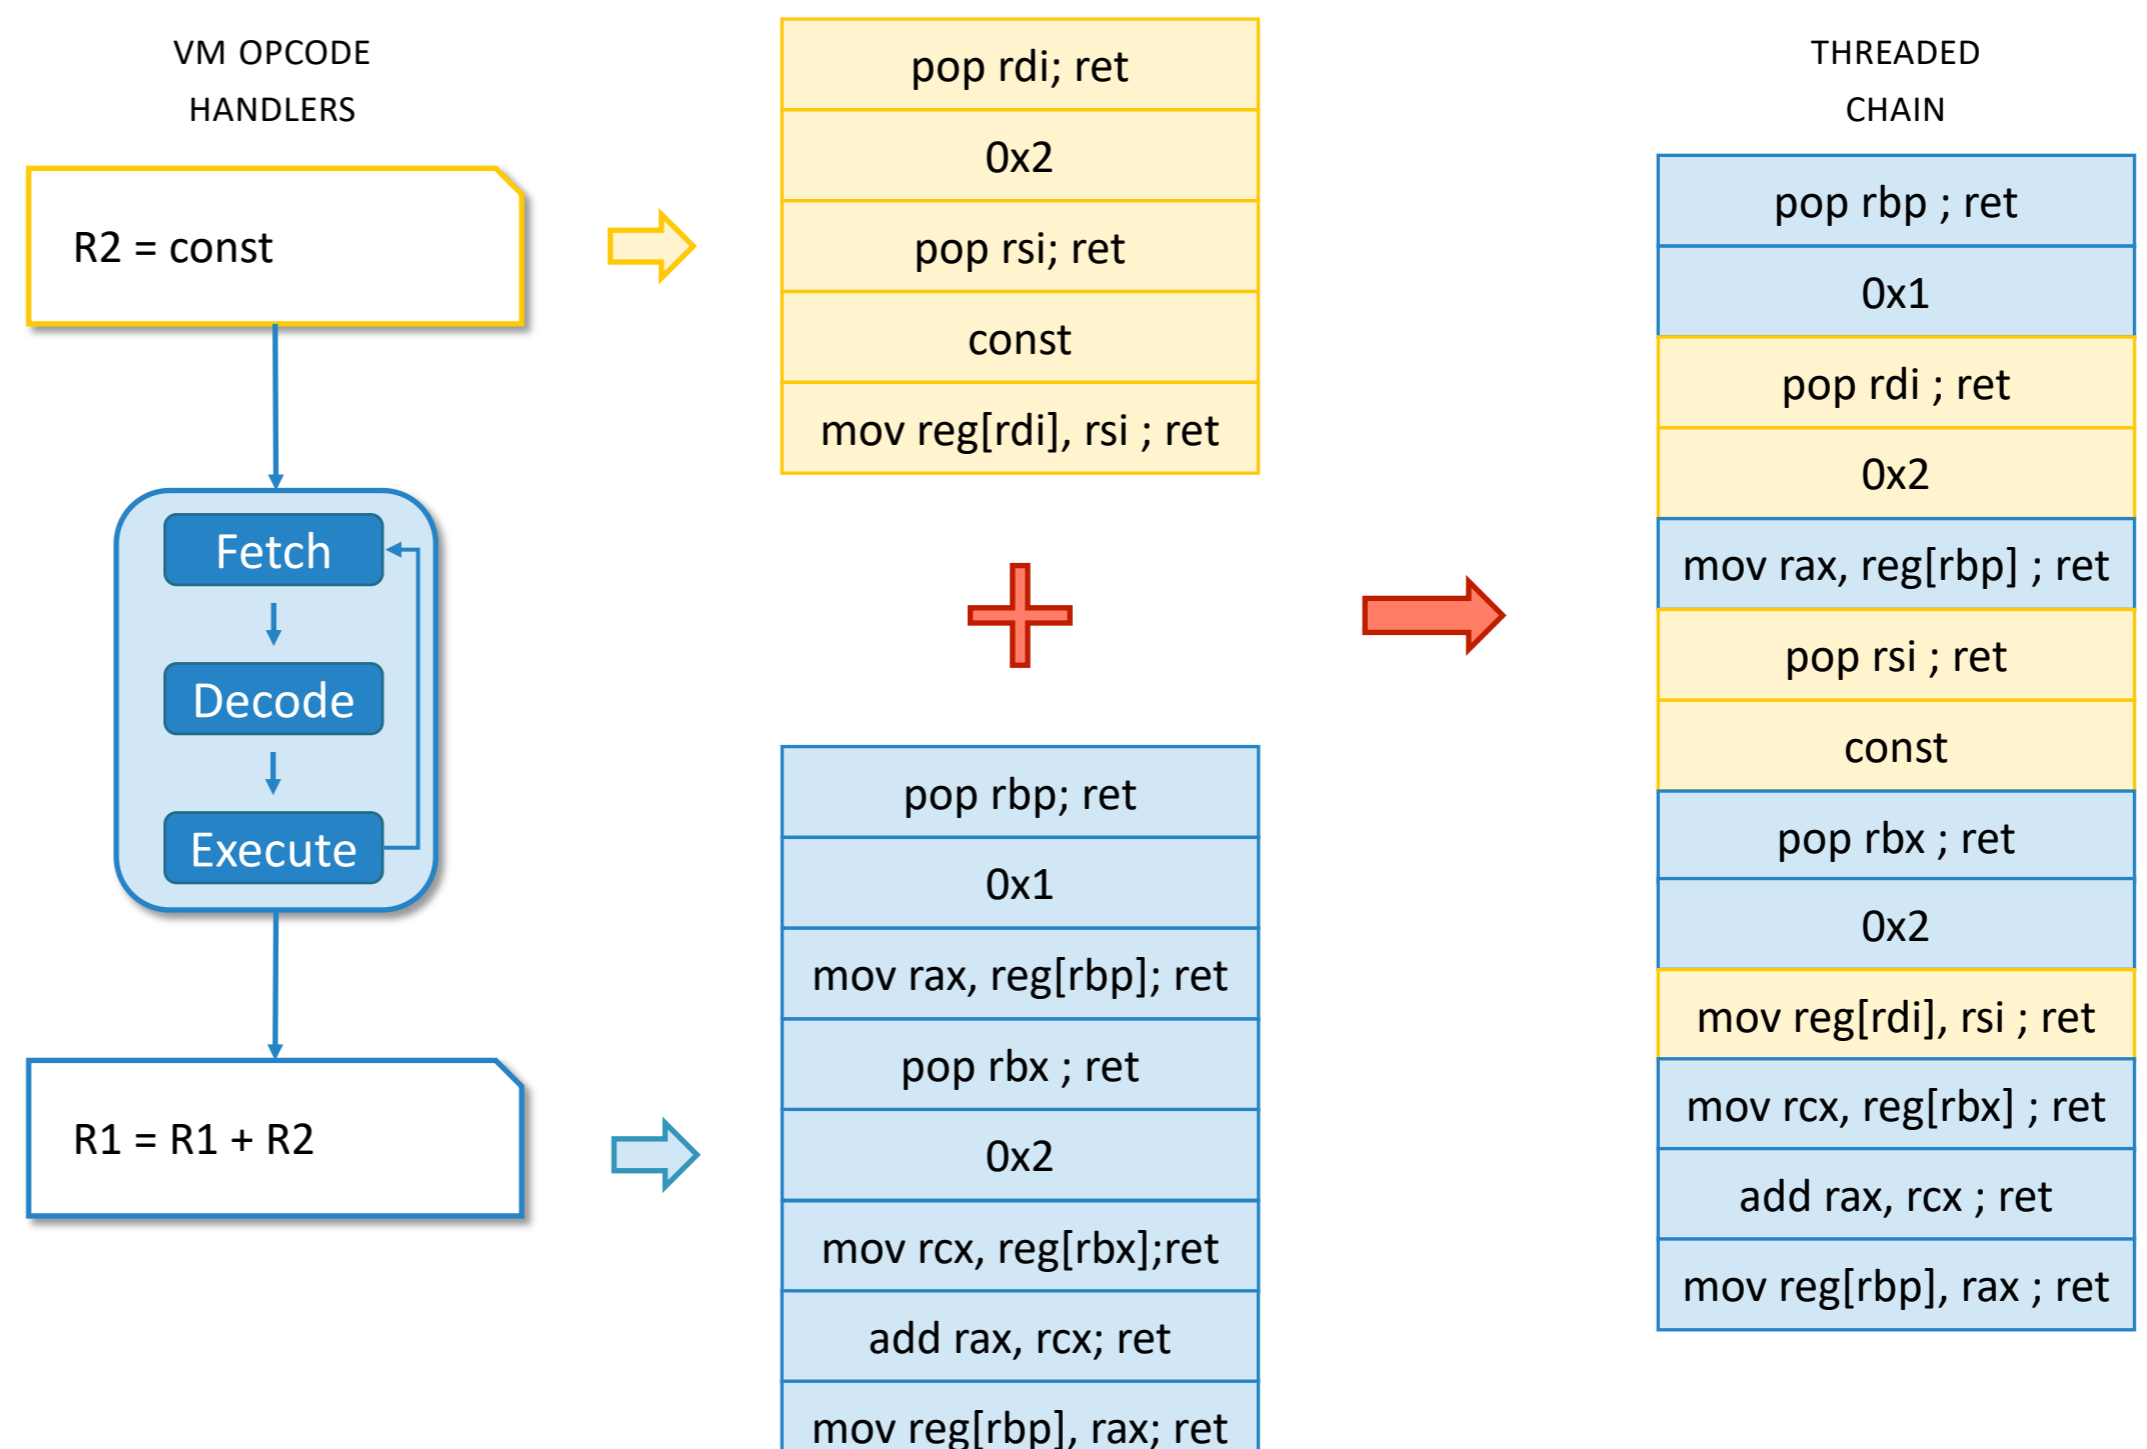 VM OPCODE
HANDLERS
R2 = const
Fetch
Decode
Execute
R1 = R1 + R2
pop rdi; ret
0x2
pop rsi; ret
const
mov reg[rdi], rsi ; ret
pop rbp; ret
0x1
mov rax, reg[rbp]; ret
pop rbx ; ret
0x2
mov rcx, reg[rbx];ret
add rax, rcx; ret
mov reg[rbp], rax; ret
THREADED
CHAIN
pop rbp ; ret
0x1
pop rdi ; ret
0x2
mov rax, reg[rbp] ; ret
pop rsi ; ret
const
pop rbx ; ret
0x2
mov reg[rdi], rsi ; ret
mov rcx, reg[rbx] ; ret
add rax, rcx ; ret
mov reg[rbp], rax ; ret